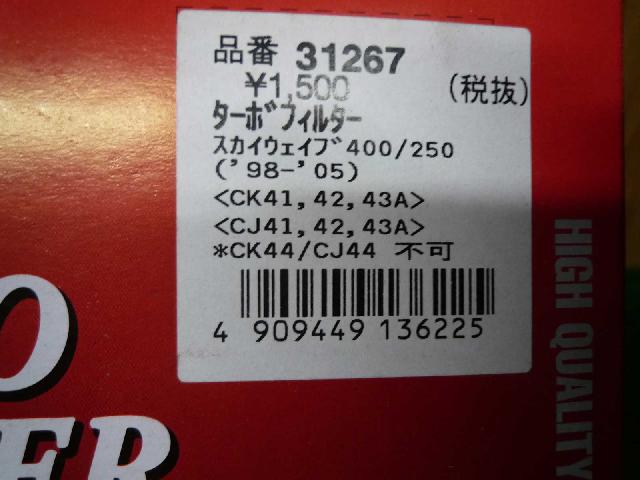 品番 31267
¥1,500 (税抜)
ターボフィルター
スカイウェイブ400/250
('98-'05)
<CK41,42,43A>
<CJ41,42,43A>
*CK44/CJ44 不可
4 909449 136225
HIGH QUALITY
O
ER